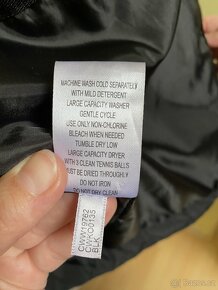 MACHINE WASH COLD SEPARATELY
WITH MILD DETERGENT
LARGE CAPACITY WASHER
GENTLE CYCLE
USE ONLY NON-CHLORINE
BLEACH WHEN NEEDED
TUMBLE DRY LOW
LARGE CAPACITY DRYER
WITH 3 CLEAN TENNIS BALLS
MUST BE DRIED THROUGH
DO NOT IRON
DO NOT DRY CLEAN
BLK